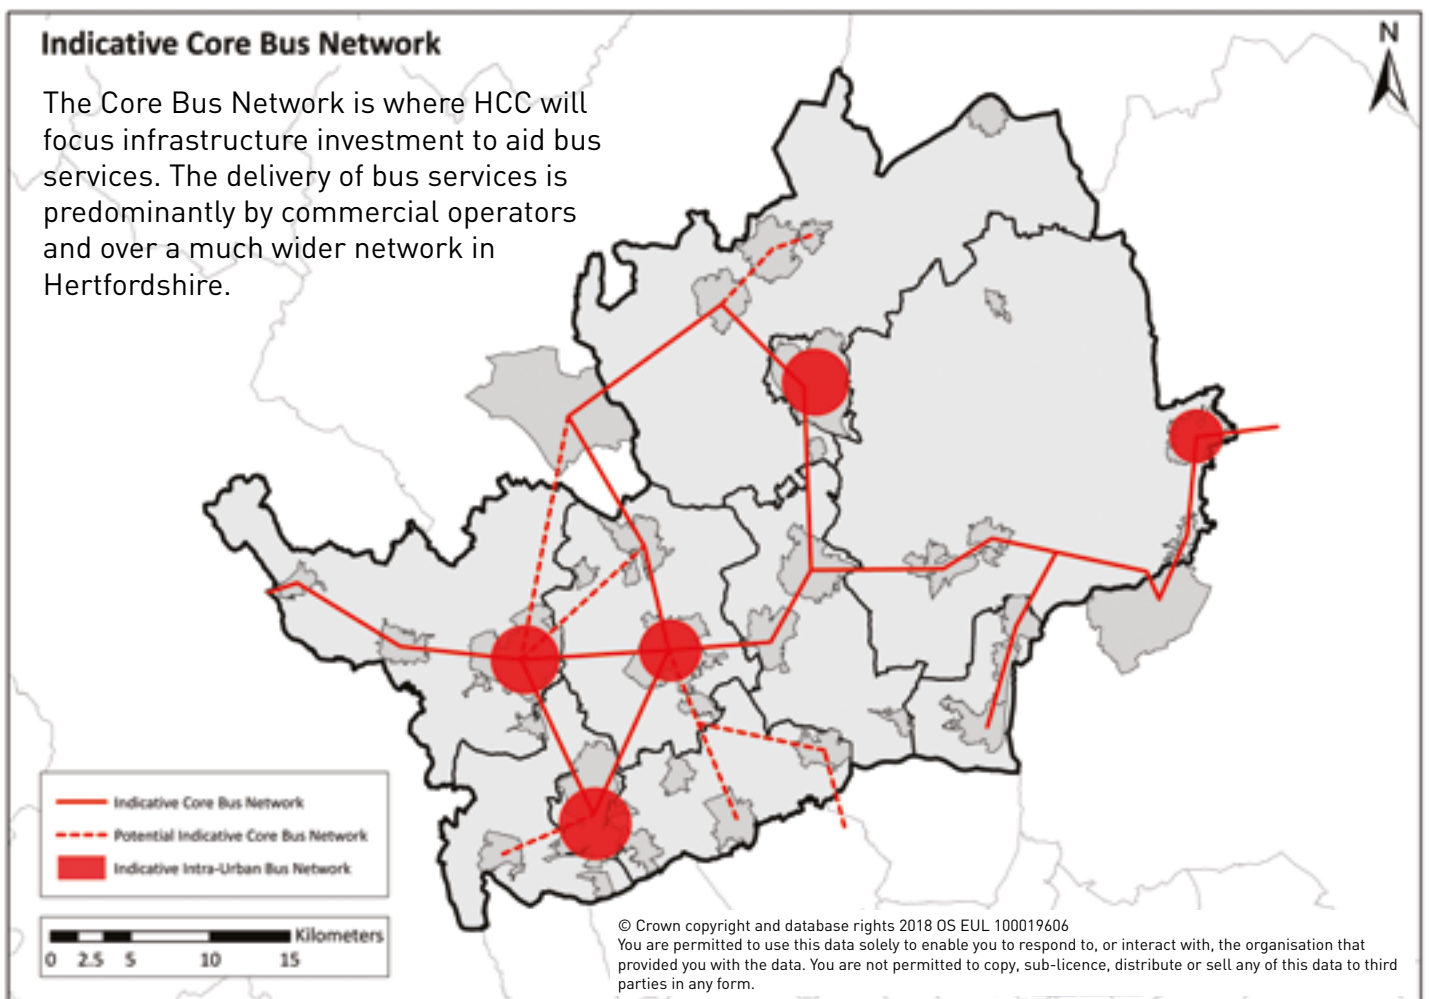 Indicative Core Bus Network
N
The Core Bus Network is where HCC will
focus infrastructure investment to aid bus
services. The delivery of bus services is
predominantly by commercial operators
and over a much wider network in
Hertfordshire.
Indicative Core Bus Network
Potential Indicative Core Bus Network
Indicative Intra-Urban Bus Network
Kilometers
0 2.5 5 10 15
© Crown copyright and database rights 2018 OS EUL 100019606
You are permitted to use this data solely to enable you to respond to, or interact with, the organisation that
provided you with the data. You are not permitted to copy, sub-licence, distribute or sell any of this data to third
parties in any form.